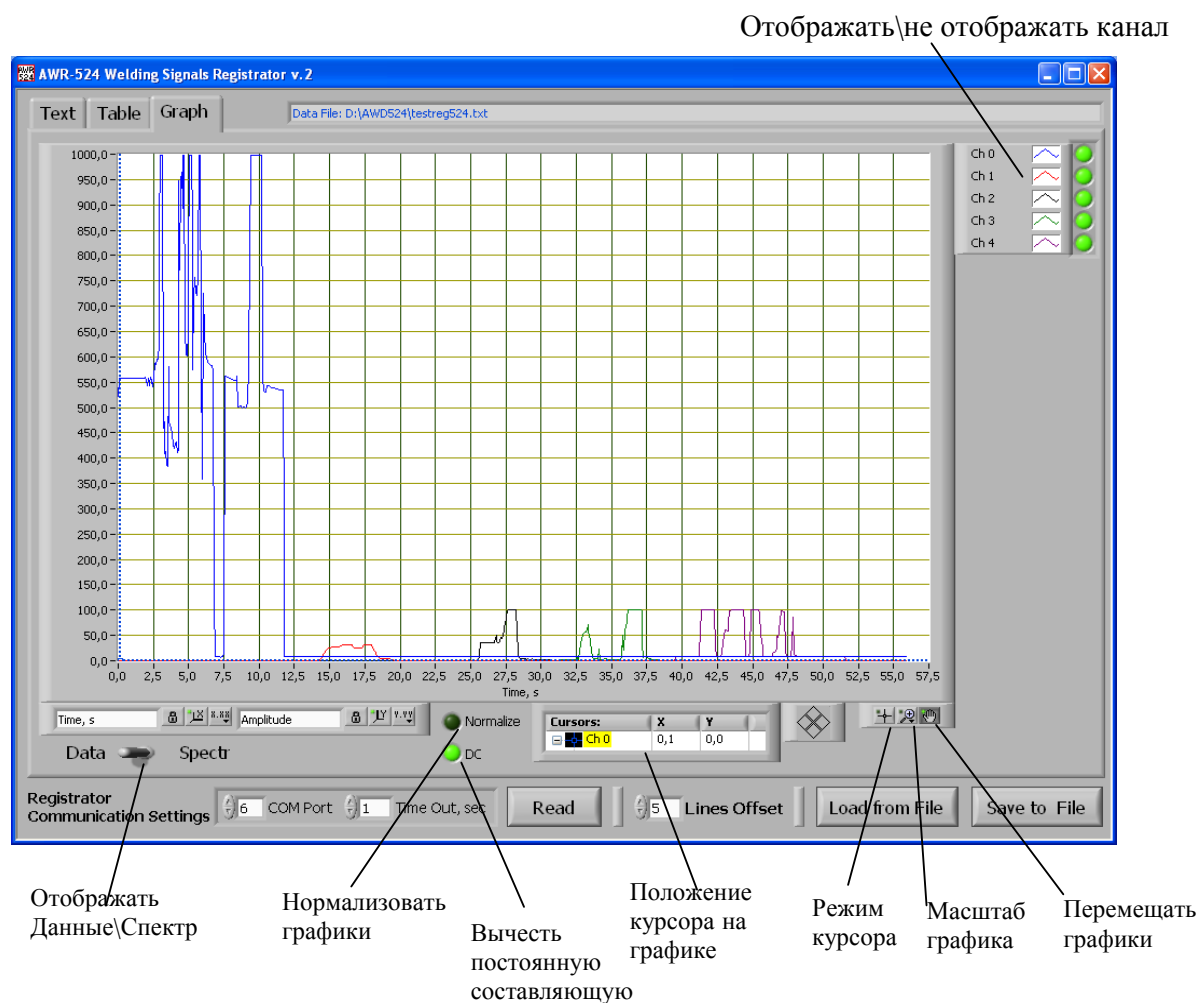 Отображать\не отображать канал
AWR-524 Welding Signals Registrator v.2
Text Table Graph
Data File: D:\AWD524\testreg524.txt
1000,0
950,0
900,0
850,0
800,0
750,0
700,0
650,0
600,0
550,0
500,0
450,0
400,0
350,0
300,0
250,0
200,0
150,0
100,0
50,0
0,0
0,0 2,5 5,0 7,5 10,0 12,5 15,0 17,5 20,0 22,5 25,0 27,5 30,0 32,5 35,0 37,5 40,0 42,5 45,0 47,5 50,0 52,5 55,0 57,5
Time, s
Ch 0
Ch 1
Ch 2
Ch 3
Ch 4
Time, s X.XX Amplitude Y.YY
Normalize
Cursors: X Y
Ch 0 0,1 0,0
Data Spectr
DC
Registrator
Communication Settings
6 COM Port 1 Time Out, sec Read 5 Lines Offset Load from File Save to File
Отображать
Данные\Спектр
Нормализовать
графики
Вычесть
постоянную
составляющую
Положение
курсора на
графике
Режим
курсора
Масштаб
графика
Перемещать
графики